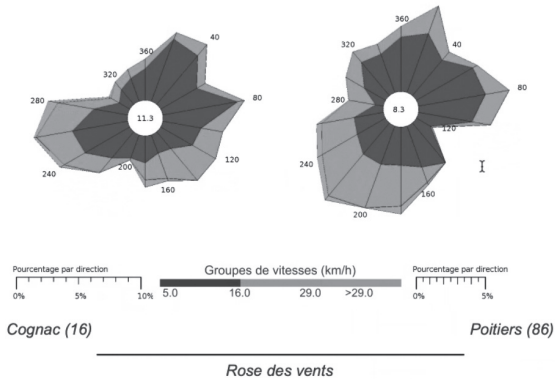 360
40
320
80
280
11.3
120
240
200
160
360
320
40
80
280
8.3
120
240
160
200
Pourcentage par direction
0% 5% 10%
Groupes de vitesses (km/h)
5.0 16.0 29.0 >29.0
Pourcentage par direction
0% 5%
Cognac (16)
Poitiers (86)
Rose des vents